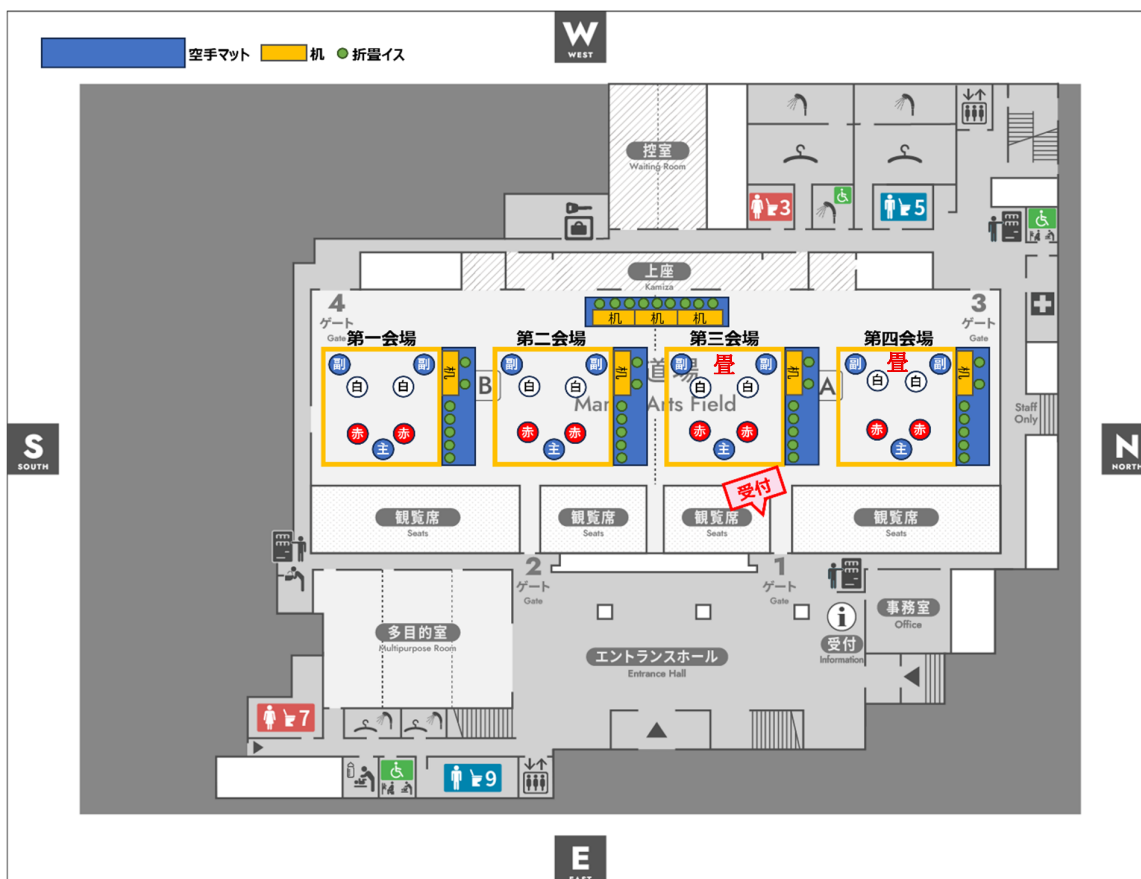 W
WEST
空手マット 机 折畳イス
控室
Waiting Room
3
5
上座
Kamiza
4
ゲート
Gate
3
ゲート
Gate
机 机 机
第一会場 第二会場 第三会場 第四会場
副 副 机 副 副 机 副 畳 副 机 副 畳 副 机
白 白 白 白 白 白 白 白
B
道場
A
Arts Field
赤 赤 赤 赤 赤 赤 赤 赤
主 主 主 主
Staff
Only
S
SOUTH
N
NORTH
受付
観覧席 観覧席 観覧席 観覧席
Seats Seats Seats Seats
2
ゲート
Gate
1
ゲート
Gate
多目的室
Multipurpose Room
エントランスホール
Entrance Hall
i
受付
Information
事務室
Office
7
9
E